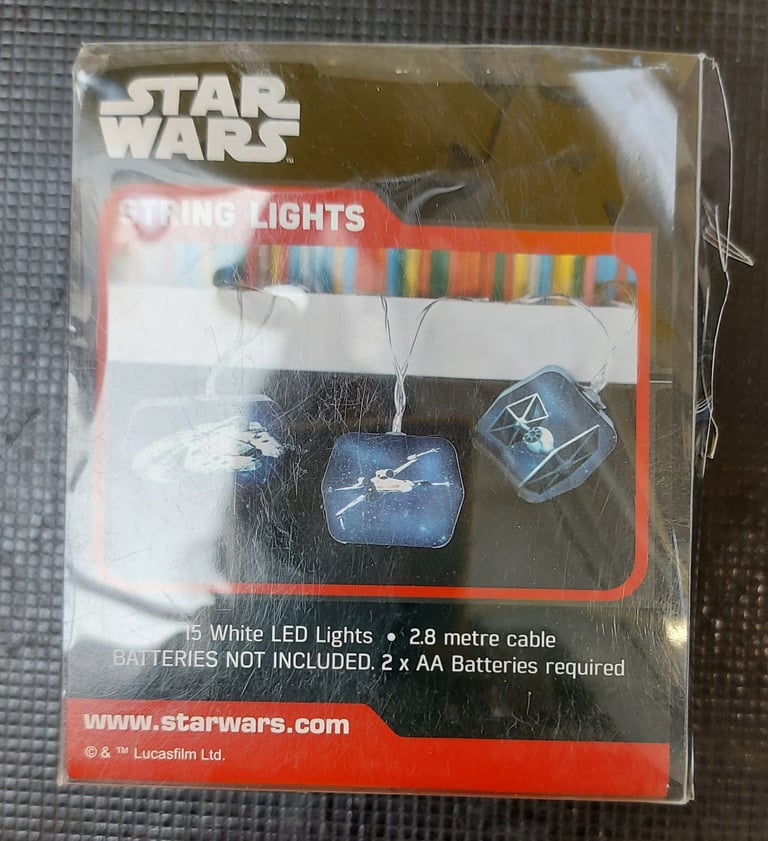 STAR
WARS™
STRING LIGHTS
15 White LED Lights • 2.8 metre cable
BATTERIES NOT INCLUDED. 2 x AA Batteries required
www.starwars.com
© & ™ Lucasfilm Ltd.